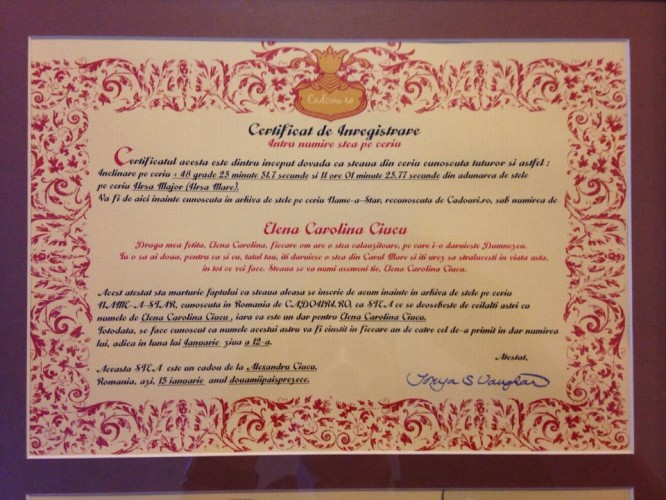 Cadouri.ro
Certificat de Inregistrare
Intru numire stea pe ceriu
Certificatul acesta este dintru inceput dovada ca steaua din ceriu cunoscuta tuturor si astfel :
Inclinare pe ceriu + 48 grade 25 minute 51.7 secunde si 11 ore 01 minute 25.77 secunde din adunarea de stele
pe ceriu Ursa Major (Ursa Mare).
Va fi de aici inainte cunoscuta in arhiva de stele pe ceriu Name-a-Star, recunoscuta de Cadouri.ro, sub numirea de
Elena Carolina Ciucu
Draga mea fetita, Elena Carolina, fiecare om are o stea calauzitoare, pe care i-o daruieste Dumnezeu.
Tu o sa ai doua, pentru ca si eu, tatal tau, iti daruiesc o stea din Carul Mare si iti urez sa stralucesti in viata asta,
in tot ce vei face. Steaua se va numi asemeni tie, Elena Carolina Ciucu.
Acest atestat sta marturie faptului ca steaua aleasa se inscrie de acum inainte in arhiva de stele pe ceriu
NAME-A-STAR, cunoscuta in Romania de CADOURI.RO, ca STEA ce se deosebeste de ceilalti astri cu
numele de Elena Carolina Ciucu , iara ca este un dar pentru Elena Carolina Ciucu.
Totodata, se face cunoscut ca numele acestui astru va fi cinstit in fiecare an de catre cel de-a primit in dar numirea
lui, adica in luna lui Ianuarie ziua a 12-a.
Atestat,
Aceasta STEA este un cadou de la Alexandru Ciucu.
Romania, azi, 15 ianuarie anul douamiipaisprezece.
Tonya S Vaughan